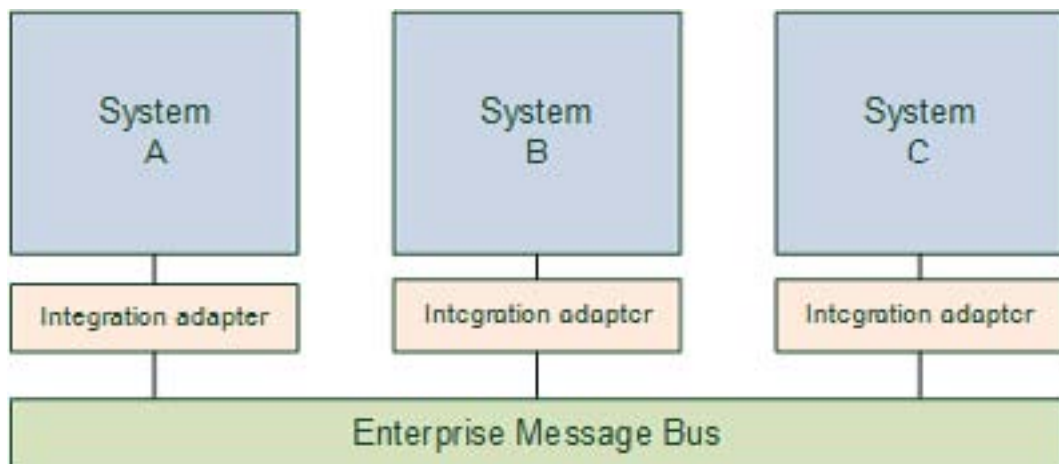 System
A
System
B
System
C
Integration adapter
Integration adapter
Integration adapter
Enterprise Message Bus